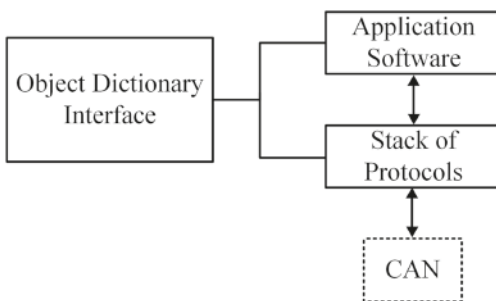 Object Dictionary
Interface
Application
Software
Stack of
Protocols
CAN